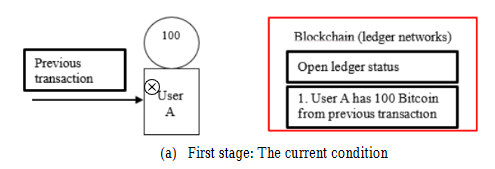 100
Previous
transaction
User
A
Blockchain (ledger networks)
Open ledger status
1. User A has 100 Bitcoin
from previous transaction
(a) First stage: The current condition